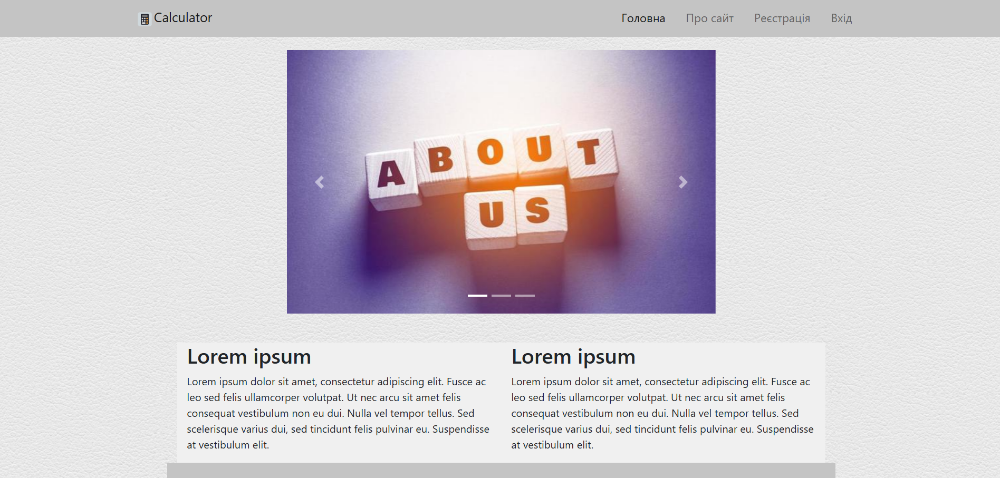 Calculator
Головна Про сайт Реєстрація Вхід
ABOUT
US
Lorem ipsum
Lorem ipsum dolor sit amet, consectetur adipiscing elit. Fusce ac
leo sed felis ullamcorper volutpat. Ut nec arcu sit amet felis
consequat vestibulum non eu dui. Nulla vel tempor tellus. Sed
scelerisque varius dui, sed tincidunt felis pulvinar eu. Suspendisse
at vestibulum elit.
Lorem ipsum
Lorem ipsum dolor sit amet, consectetur adipiscing elit. Fusce ac
leo sed felis ullamcorper volutpat. Ut nec arcu sit amet felis
consequat vestibulum non eu dui. Nulla vel tempor tellus. Sed
scelerisque varius dui, sed tincidunt felis pulvinar eu. Suspendisse
at vestibulum elit.